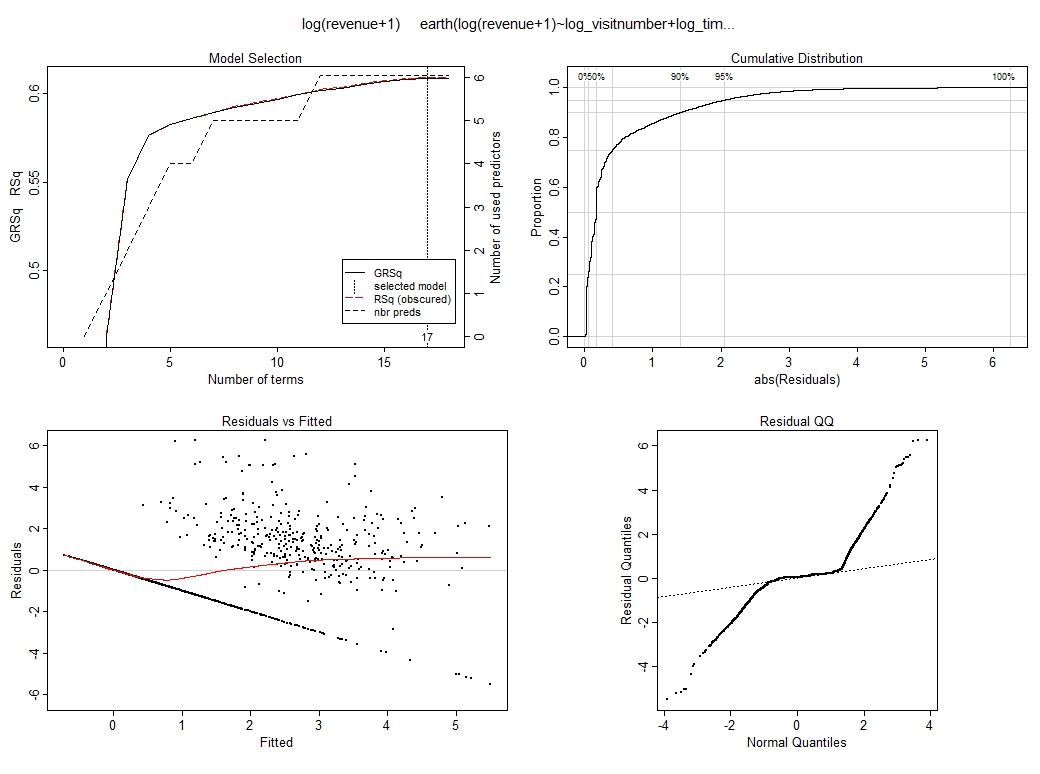 log(revenue+1) earth(log(revenue+1)~log_visitnumber+log_tim...
Model Selection
0.5 0.55 0.6
GRSq RSq
0 1 2 3 4 5 6
Number of used predictors
GRSq
selected model
RSq (obscured)
nbr preds
17
0 5 10 15
Number of terms
Cumulative Distribution
0% 50% 90% 95% 100%
0.0 0.2 0.4 0.6 0.8 1.0
Proportion
0 1 2 3 4 5 6
abs(Residuals)
Residuals vs Fitted
-6 -4 -2 0 2 4 6
Residuals
0 1 2 3 4 5
Fitted
Residual QQ
-4 -2 0 2 4 6
Residual Quantiles
-4 -2 0 2 4
Normal Quantiles